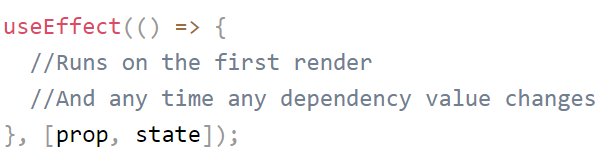 useEffect(() => {
  //Runs on the first render
  //And any time any dependency value changes
}, [prop, state]);